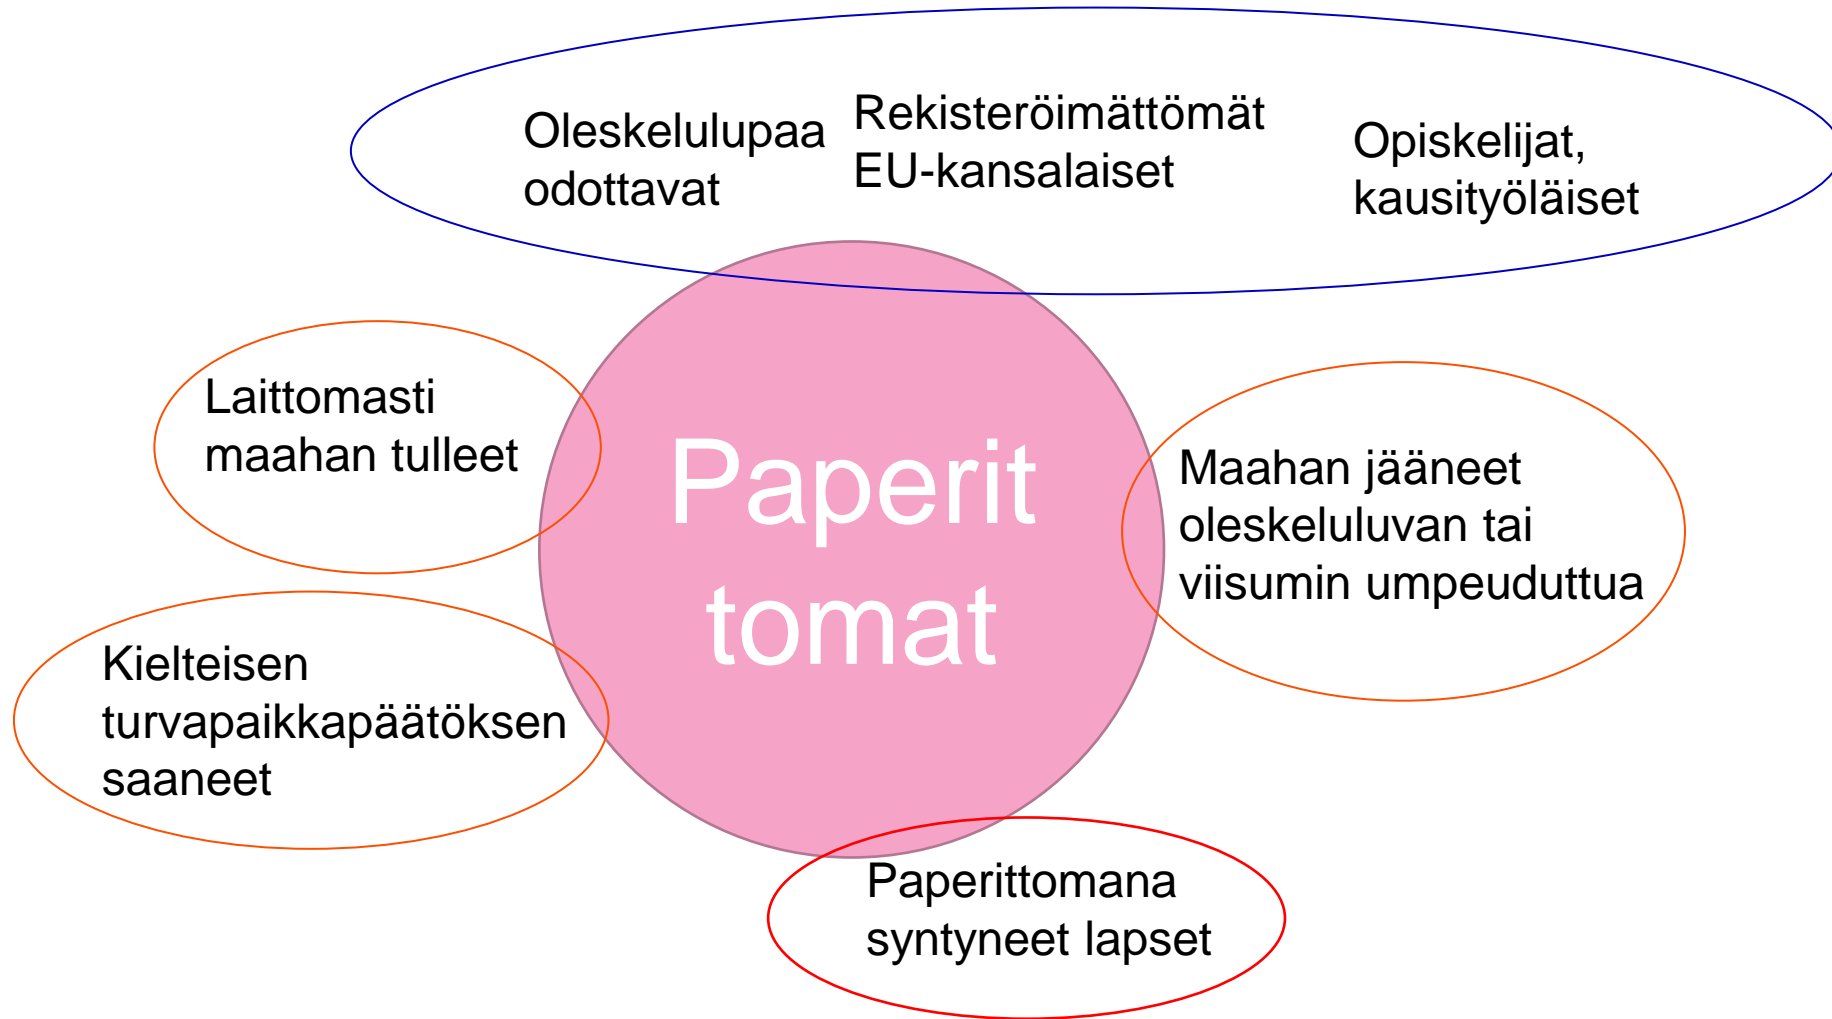 Oleskelulupaa
odottavat
Rekisteröimättömät
EU-kansalaiset
Opiskelijat,
kausityöläiset
Laittomasti
maahan tulleet
Paperit
tomat
Maahan jääneet
oleskeluluvan tai
viisumin umpeuduttua
Kielteisen
turvapaikkapäätöksen
saaneet
Paperittomana
syntyneet lapset